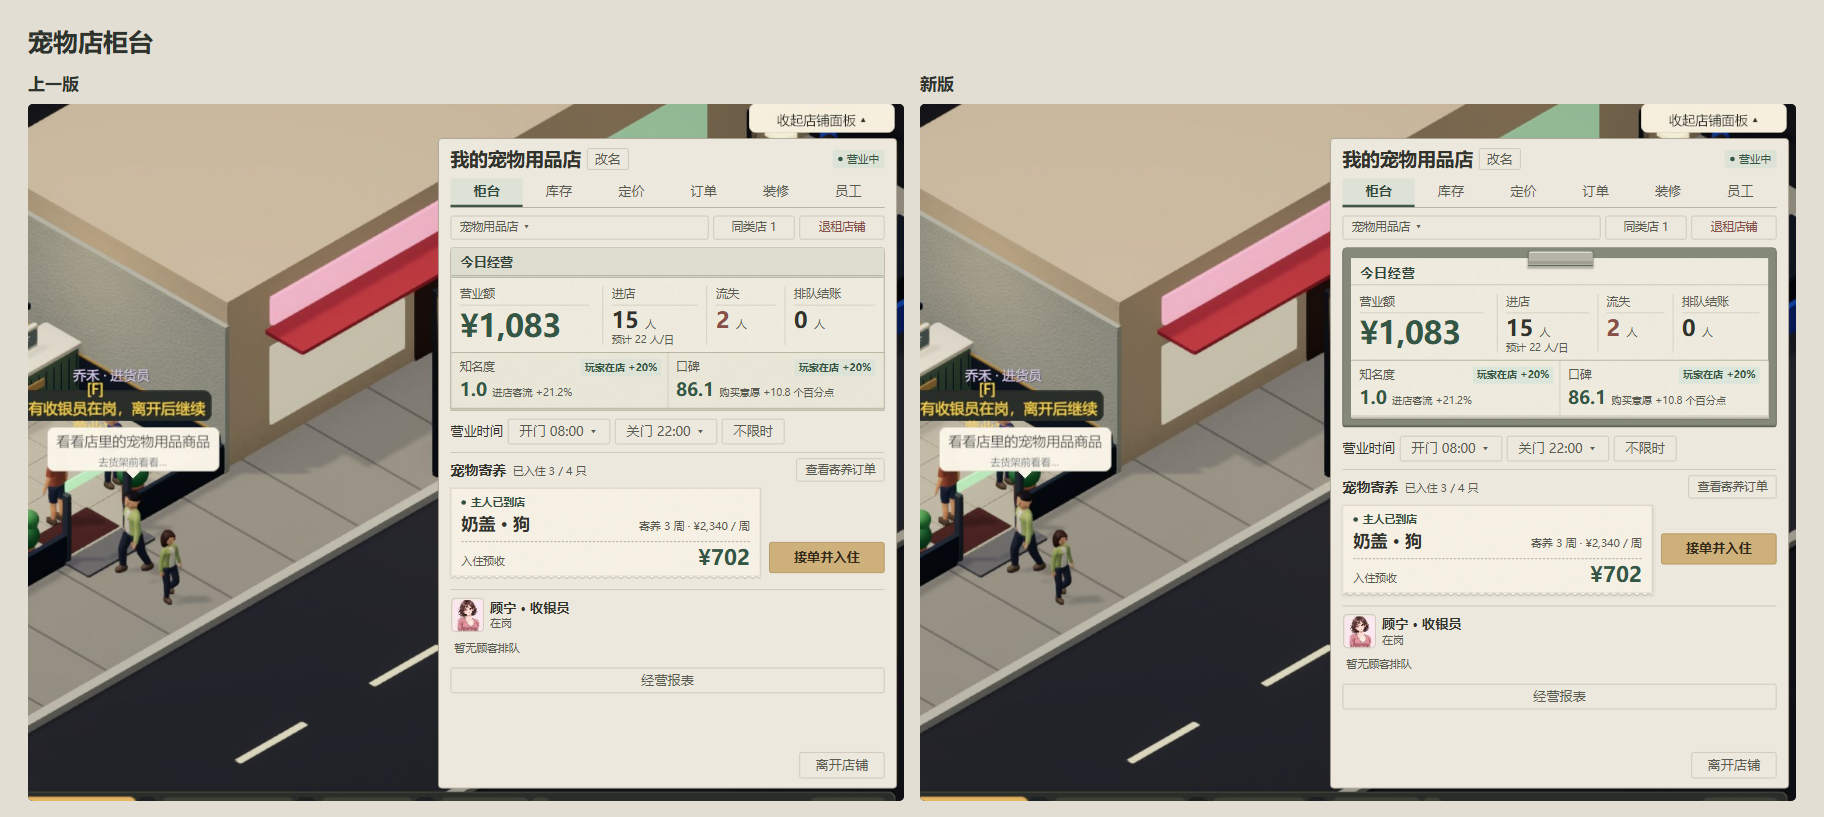 宠物店柜台
上一版
收起店铺面板 ▴
我的宠物用品店 改名 • 营业中
柜台 库存 定价 订单 装修 员工
宠物用品店 ▾ 同类店 1 退租店铺
今日经营
营业额 进店 流失 排队结账
¥1,083 15 人 2 人 0 人
预计 22 人/日
知名度 玩家在店 +20% 口碑 玩家在店 +20%
1.0 进店客流 +21.2% 86.1 购买意愿 +10.8 个百分点
营业时间 开门 08:00 ▾ 关门 22:00 ▾ 不限时
宠物寄养 已入住 3 / 4 只 查看寄养订单
• 主人已到店
奶盖 • 狗 寄养 3 周 · ¥2,340 / 周
入住预收 ¥702 接单并入住
顾宁 • 收银员
在岗
暂无顾客排队
经营报表
离开店铺
乔禾 · 进货员
[F]
有收银员在岗，离开后继续
看看店里的宠物用品商品
去货架前看看...
新版
收起店铺面板 ▴
我的宠物用品店 改名 • 营业中
柜台 库存 定价 订单 装修 员工
宠物用品店 ▾ 同类店 1 退租店铺
今日经营
营业额 进店 流失 排队结账
¥1,083 15 人 2 人 0 人
预计 22 人/日
知名度 玩家在店 +20% 口碑 玩家在店 +20%
1.0 进店客流 +21.2% 86.1 购买意愿 +10.8 个百分点
营业时间 开门 08:00 ▾ 关门 22:00 ▾ 不限时
宠物寄养 已入住 3 / 4 只 查看寄养订单
• 主人已到店
奶盖 • 狗 寄养 3 周 · ¥2,340 / 周
入住预收 ¥702 接单并入住
顾宁 • 收银员
在岗
暂无顾客排队
经营报表
离开店铺
乔禾 · 进货员
[F]
有收银员在岗，离开后继续
看看店里的宠物用品商品
去货架前看看...